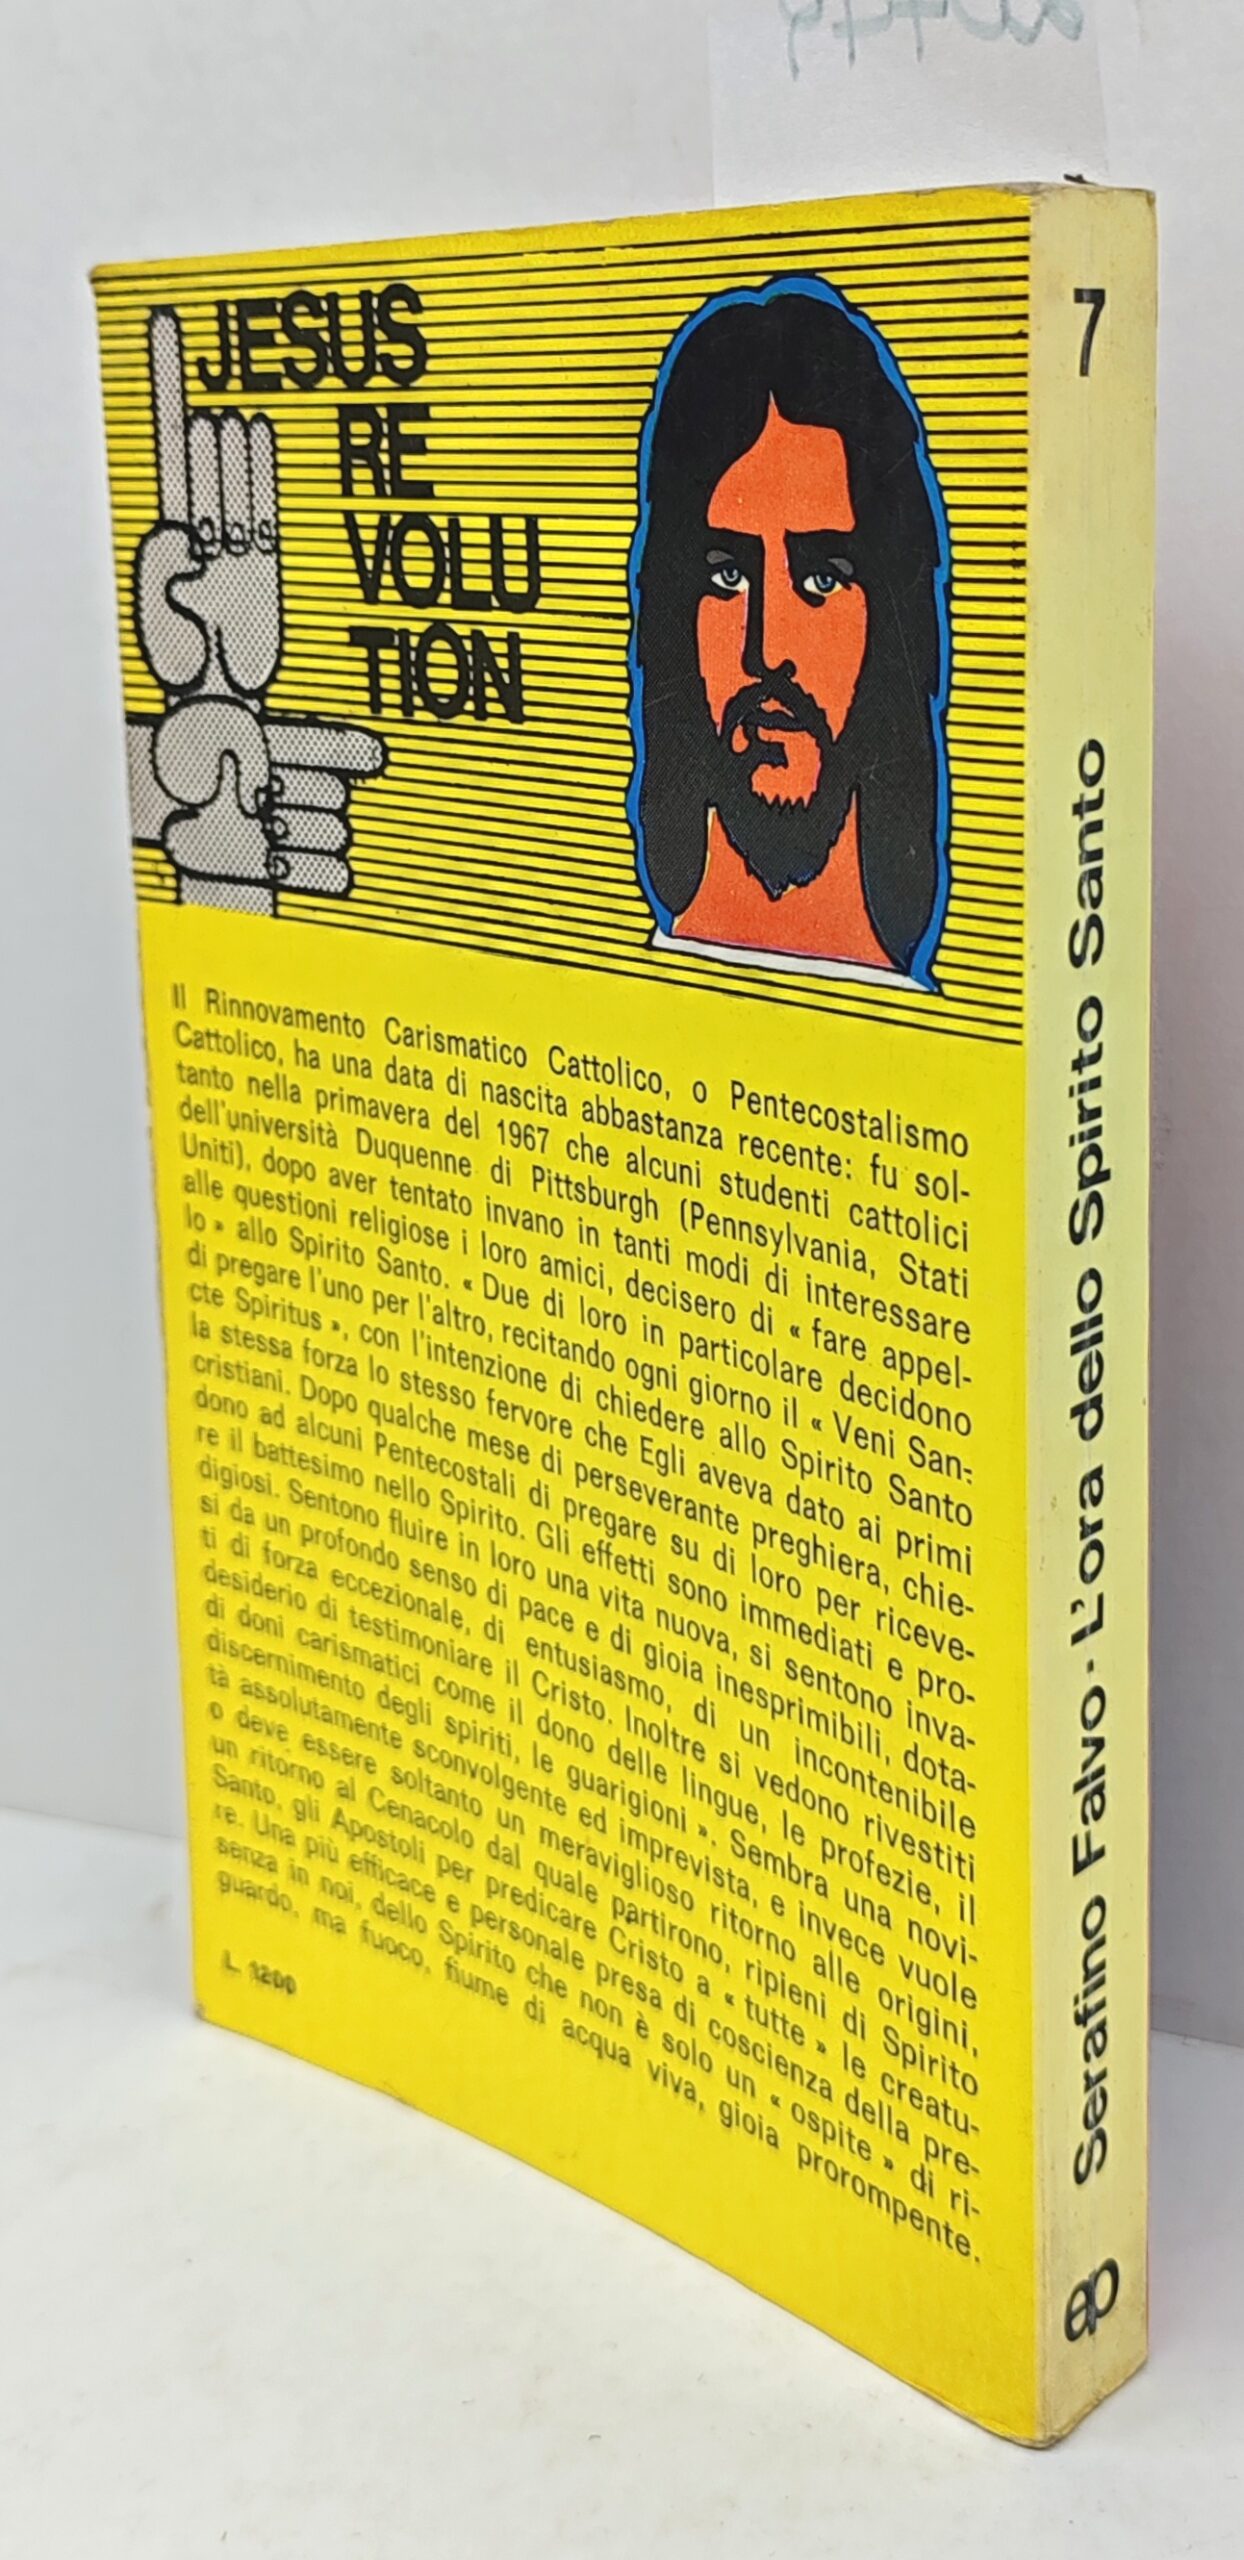 JESUS
RE
VOLU
TION
Il Rinnovamento Carismatico Cattolico, o Pentecostalismo
Cattolico, ha una data di nascita abbastanza recente: fu sol-
tanto nella primavera del 1967 che alcuni studenti cattolici
dell'università Duquenne di Pittsburgh (Pennsylvania, Stati
Uniti), dopo aver tentato invano in tanti modi di interessare
alle questioni religiose i loro amici, decisero di « fare appel-
lo » allo Spirito Santo. « Due di loro in particolare decidono
di pregare l'uno per l'altro, recitando ogni giorno il « Veni San-
cte Spiritus », con l'intenzione di chiedere allo Spirito Santo
la stessa forza lo stesso fervore che Egli aveva dato ai primi
cristiani. Dopo qualche mese di perseverante preghiera, chie-
dono ad alcuni Pentecostali di pregare su di loro per riceve-
re il battesimo nello Spirito. Gli effetti sono immediati e pro-
digiosi. Sentono fluire in loro una vita nuova, si sentono inva-
si da un profondo senso di pace e di gioia inesprimibili, dota-
ti di forza eccezionale, di entusiasmo, di un incontenibile
desiderio di testimoniare il Cristo. Inoltre si vedono rivestiti
di doni carismatici come il dono delle lingue, le profezie, il
discernimento degli spiriti, le guarigioni ». Sembra una novi-
tà assolutamente sconvolgente ed imprevista, e invece vuole
o deve essere soltanto un meraviglioso ritorno alle origini,
un ritorno al Cenacolo dal quale partirono, ripieni di Spirito
Santo, gli Apostoli per predicare Cristo a « tutte » le creatu-
re. Una più efficace e personale presa di coscienza della pre-
senza in noi, dello Spirito che non è solo un « ospite » di ri-
guardo, ma fuoco, fiume di acqua viva, gioia prorompente.
L. 1200
7
Serafino Falvo · L'ora dello Spirito Santo
ep